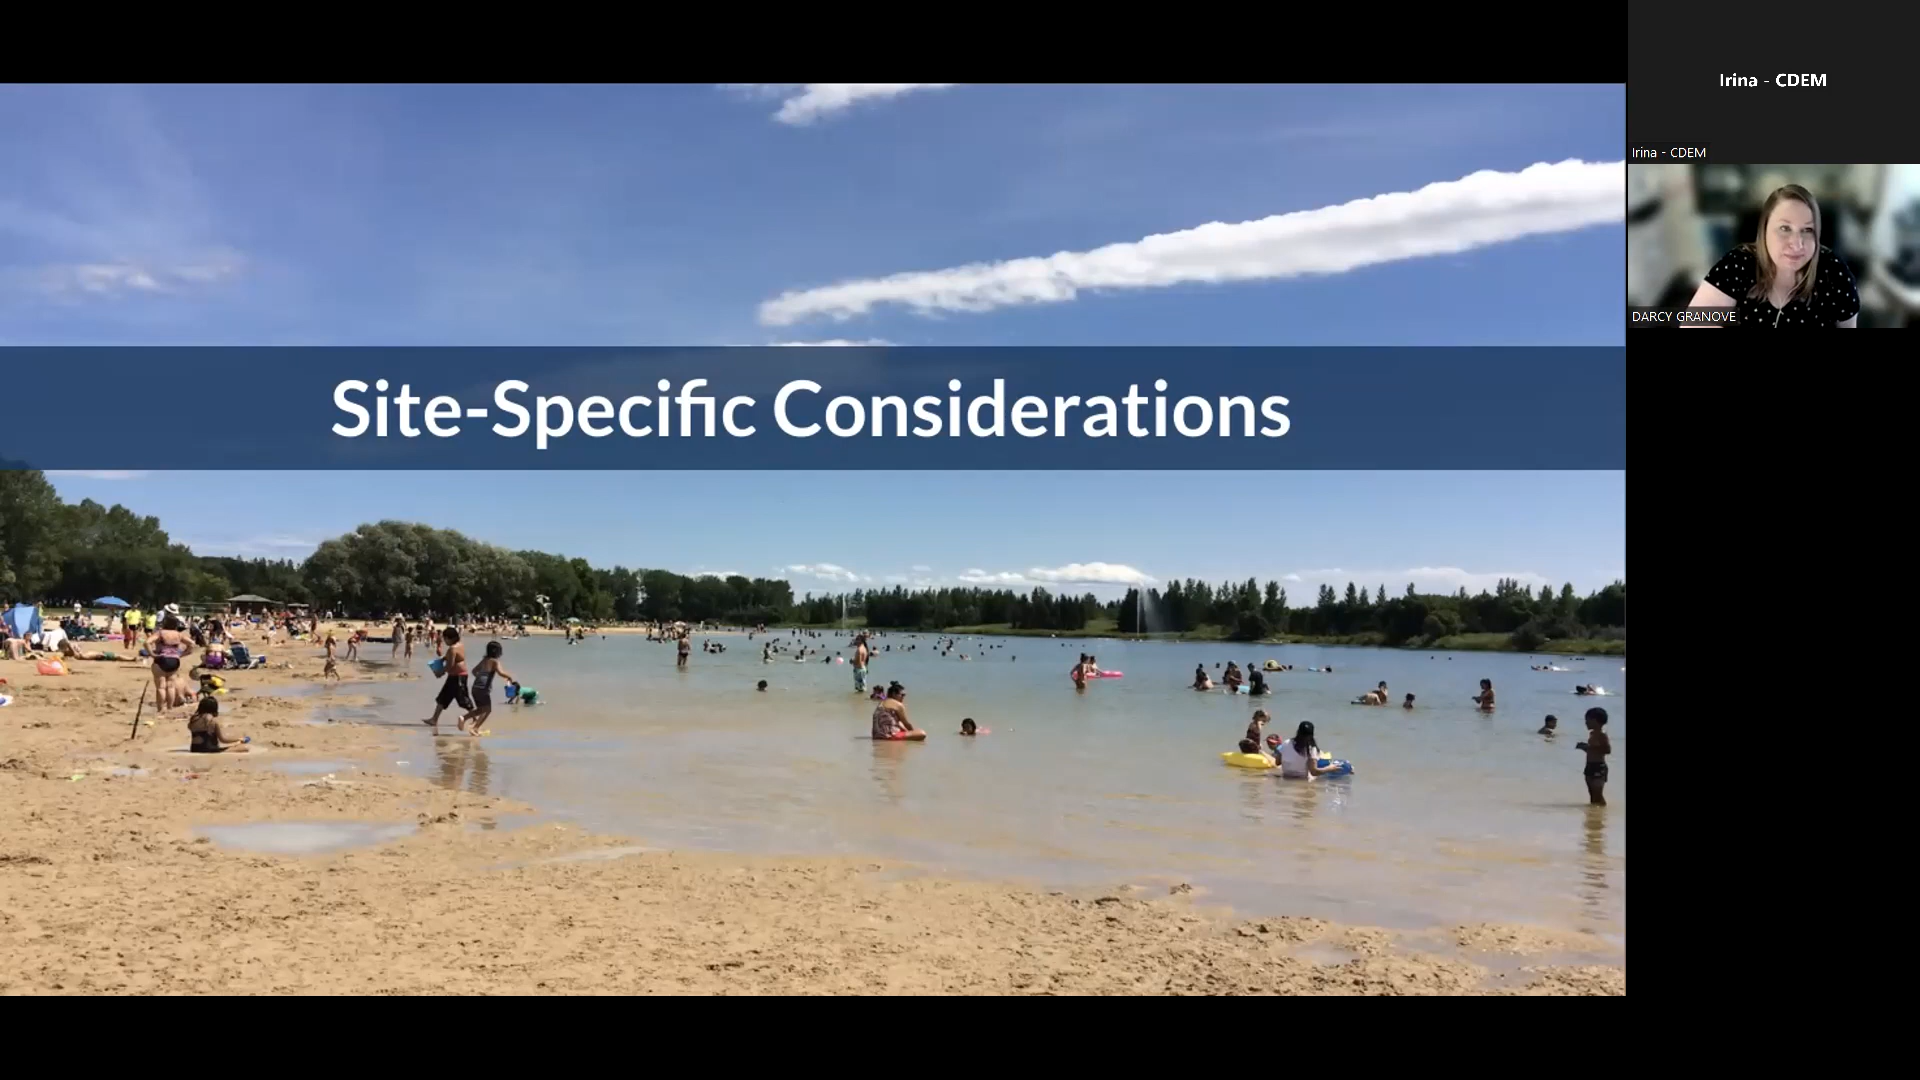 Irina - CDEM
Irina - CDEM
DARCY GRANOVE
Site-Specific Considerations